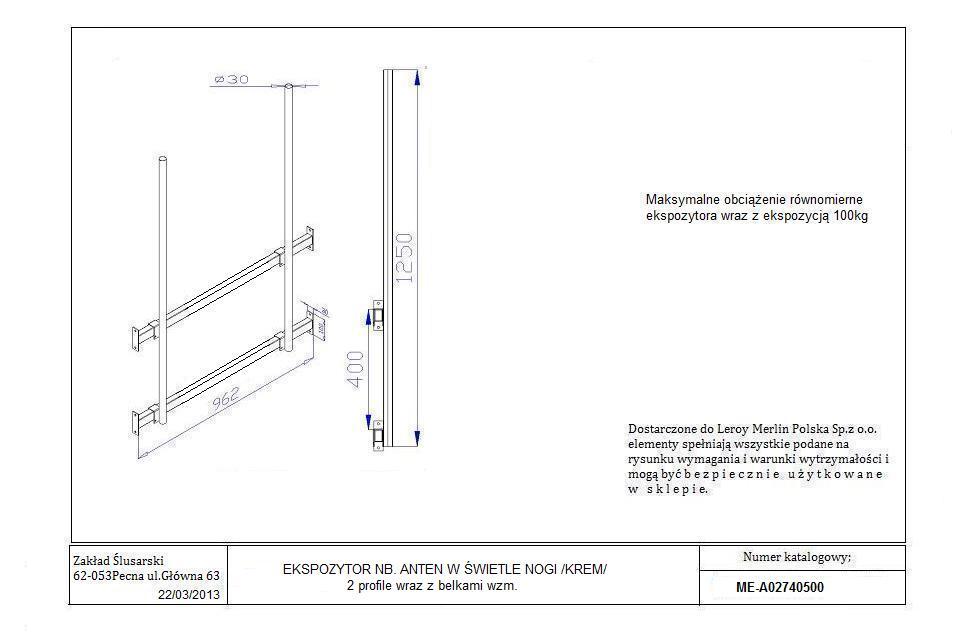 ⌀30
1250
400
962
100
Maksymalne obciążenie równomierne
ekspozytora wraz z ekspozycją 100kg
Dostarczone do Leroy Merlin Polska Sp.z o.o.
elementy spełniają wszystkie podane na
rysunku wymagania i warunki wytrzymałości i
mogą być b e z p i e c z n i e u ż y t k o w a n e
w s k l e p i e.
Zakład Ślusarski
62-053Pecna ul.Główna 63
22/03/2013
EKSPOZYTOR NB. ANTEN W ŚWIETLE NOGI /KREM/
2 profile wraz z belkami wzm.
Numer katalogowy;
ME-A02740500